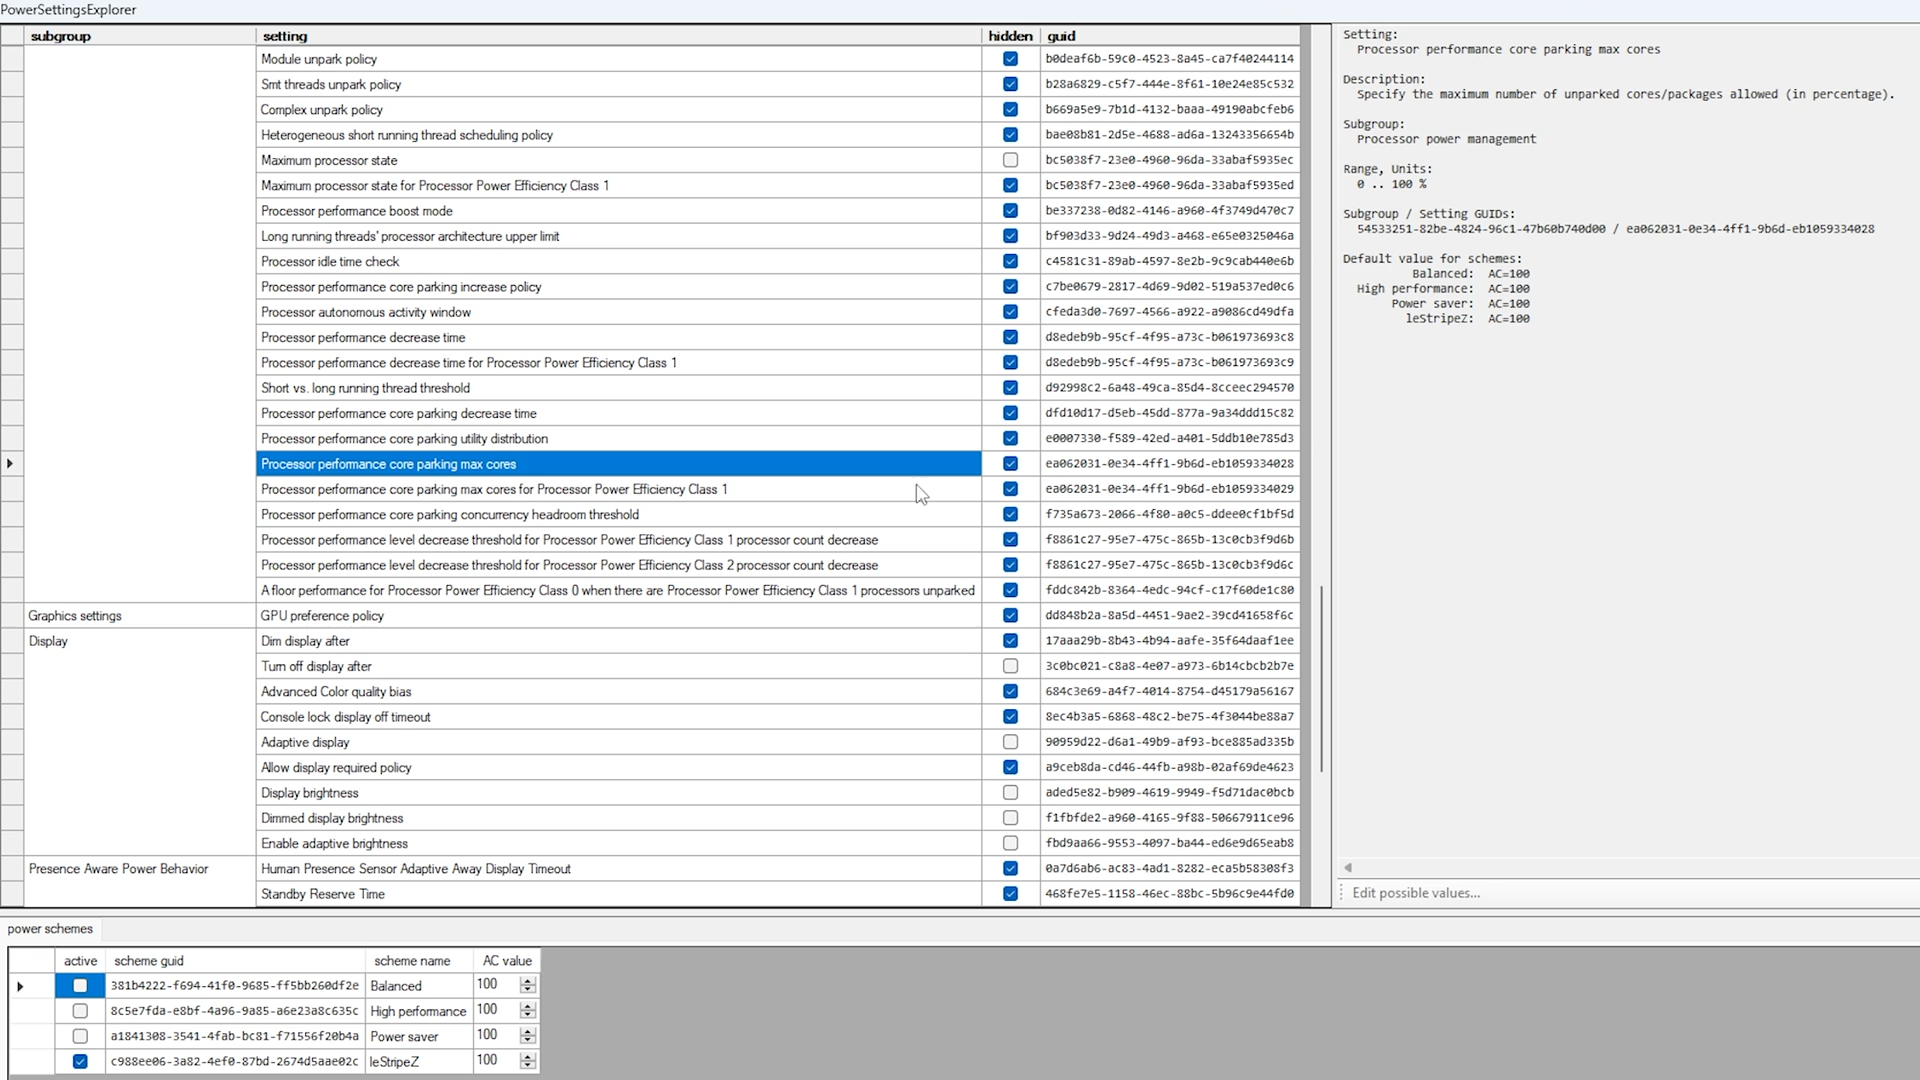 PowerSettingsExplorer
subgroup setting hidden guid
Module unpark policy b0deaf6b-59c0-4523-8a45-ca7f40244114
Smt threads unpark policy b28a6829-c5f7-444e-8f61-10e24e85c532
Complex unpark policy b669a5e9-7b1d-4132-baaa-49190abcfeb6
Heterogeneous short running thread scheduling policy bae08b81-2d5e-4688-ad6a-13243356654b
Maximum processor state bc5038f7-23e0-4960-96da-33abaf5935ec
Maximum processor state for Processor Power Efficiency Class 1 bc5038f7-23e0-4960-96da-33abaf5935ed
Processor performance boost mode be337238-0d82-4146-a960-4f3749d470c7
Long running threads' processor architecture upper limit bf903d33-9d24-49d3-a468-e65e0325046a
Processor idle time check c4581c31-89ab-4597-8e2b-9c9cab440e6b
Processor performance core parking increase policy c7be0679-2817-4d69-9d02-519a537ed0c6
Processor autonomous activity window cfeda3d0-7697-4566-a922-a9086cd49dfa
Processor performance decrease time d8edeb9b-95cf-4f95-a73c-b061973693c8
Processor performance decrease time for Processor Power Efficiency Class 1 d8edeb9b-95cf-4f95-a73c-b061973693c9
Short vs. long running thread threshold d92998c2-6a48-49ca-85d4-8cceec294570
Processor performance core parking decrease time dfd10d17-d5eb-45dd-877a-9a34ddd15c82
Processor performance core parking utility distribution e0007330-f589-42ed-a401-5ddb10e785d3
Processor performance core parking max cores ea062031-0e34-4ff1-9b6d-eb1059334028
Processor performance core parking max cores for Processor Power Efficiency Class 1 ea062031-0e34-4ff1-9b6d-eb1059334029
Processor performance core parking concurrency headroom threshold f735a673-2066-4f80-a0c5-ddee0cf1bf5d
Processor performance level decrease threshold for Processor Power Efficiency Class 1 processor count decrease f8861c27-95e7-475c-865b-13c0cb3f9d6b
Processor performance level decrease threshold for Processor Power Efficiency Class 2 processor count decrease f8861c27-95e7-475c-865b-13c0cb3f9d6c
A floor performance for Processor Power Efficiency Class 0 when there are Processor Power Efficiency Class 1 processors unparked fddc842b-8364-4edc-94cf-c17f60de1c80
Graphics settings GPU preference policy dd848b2a-8a5d-4451-9ae2-39cd41658f6c
Display Dim display after 17aaa29b-8b43-4b94-aafe-35f64daaf1ee
Turn off display after 3c0bc021-c8a8-4e07-a973-6b14cbcb2b7e
Advanced Color quality bias 684c3e69-a4f7-4014-8754-d45179a56167
Console lock display off timeout 8ec4b3a5-6868-48c2-be75-4f3044be88a7
Adaptive display 90959d22-d6a1-49b9-af93-bce885ad335b
Allow display required policy a9ceb8da-cd46-44fb-a98b-02af69de4623
Display brightness aded5e82-b909-4619-9949-f5d71dac0bcb
Dimmed display brightness f1fbfde2-a960-4165-9f88-50667911ce96
Enable adaptive brightness fbd9aa66-9553-4097-ba44-ed6e9d65eab8
Presence Aware Power Behavior Human Presence Sensor Adaptive Away Display Timeout 0a7d6ab6-ac83-4ad1-8282-eca5b58308f3
Standby Reserve Time 468fe7e5-1158-46ec-88bc-5b96c9e44fd0
Setting:
Processor performance core parking max cores
Description:
Specify the maximum number of unparked cores/packages allowed (in percentage).
Subgroup:
Processor power management
Range, Units:
0 .. 100 %
Subgroup / Setting GUIDs:
54533251-82be-4824-96c1-47b60b740d00 / ea062031-0e34-4ff1-9b6d-eb1059334028
Default value for schemes:
Balanced: AC=100
High performance: AC=100
Power saver: AC=100
leStripeZ: AC=100
Edit possible values...
power schemes
active scheme guid scheme name AC value
381b4222-f694-41f0-9685-ff5bb260df2e Balanced 100
8c5e7fda-e8bf-4a96-9a85-a6e23a8c635c High performance 100
a1841308-3541-4fab-bc81-f71556f20b4a Power saver 100
c988ee06-3a82-4ef0-87bd-2674d5aae02c leStripeZ 100